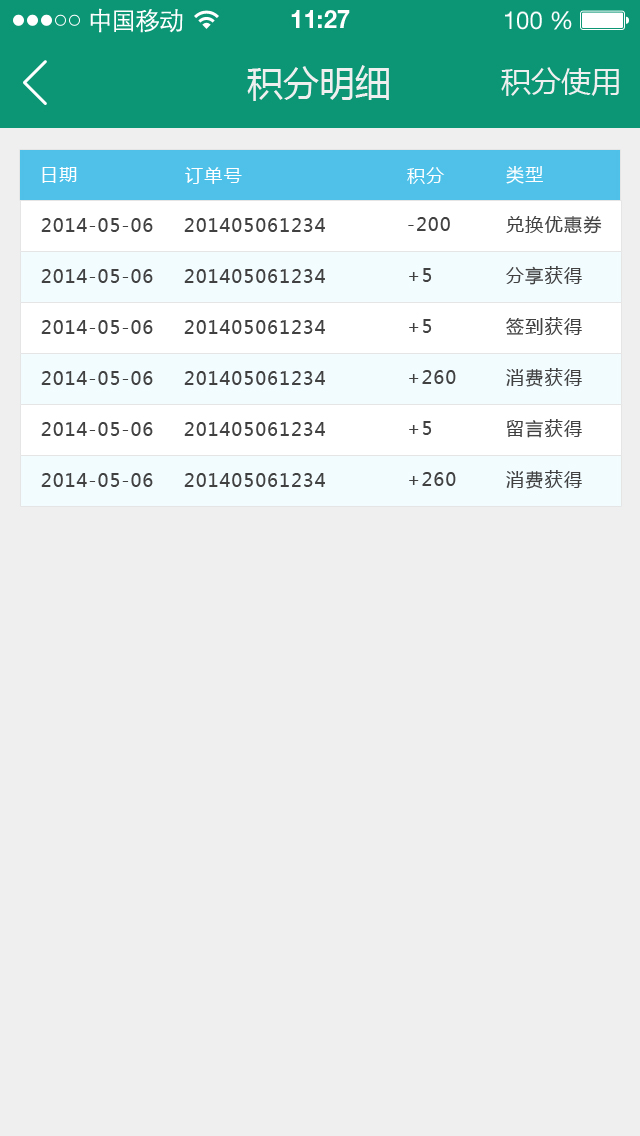 中国移动 11:27 100 %
积分明细 积分使用
日期 订单号 积分 类型
2014-05-06 201405061234 -200 兑换优惠券
2014-05-06 201405061234 +5 分享获得
2014-05-06 201405061234 +5 签到获得
2014-05-06 201405061234 +260 消费获得
2014-05-06 201405061234 +5 留言获得
2014-05-06 201405061234 +260 消费获得